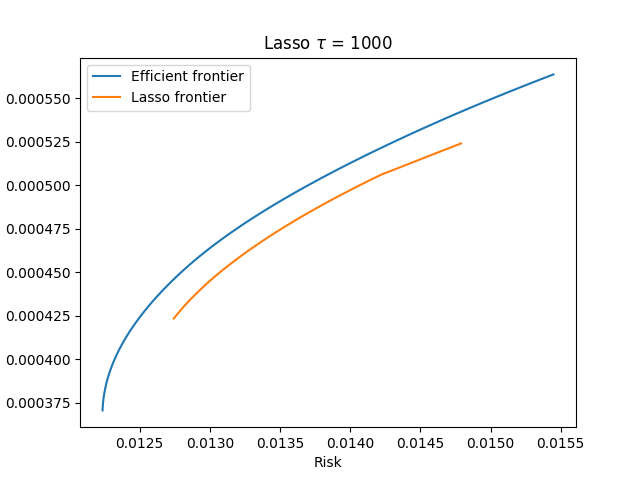 Lasso τ = 1000
Efficient frontier
Lasso frontier
0.000550
0.000525
0.000500
0.000475
0.000450
0.000425
0.000400
0.000375
0.0125 0.0130 0.0135 0.0140 0.0145 0.0150 0.0155
Risk